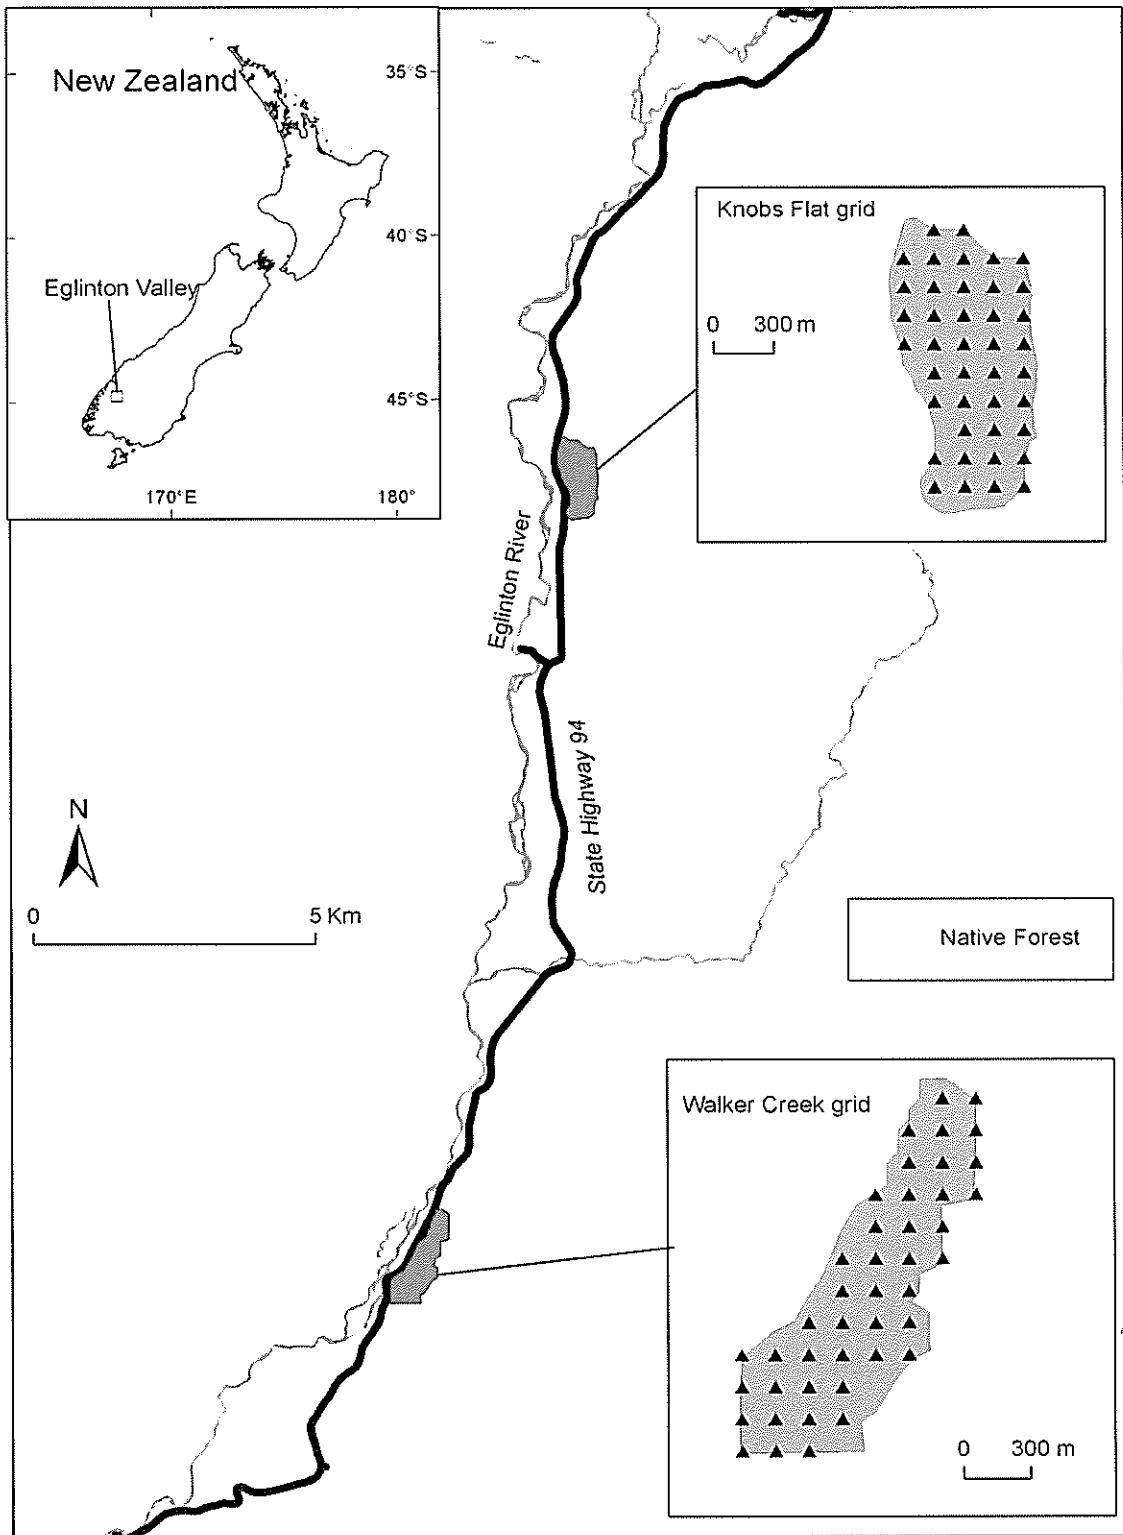 New Zealand
35°S
40°S
45°S
Eglinton Valley
170°E
180°
Knobs Flat grid
0 300 m
Eglinton River
State Highway 94
N
0 5 Km
Native Forest
Walker Creek grid
0 300 m